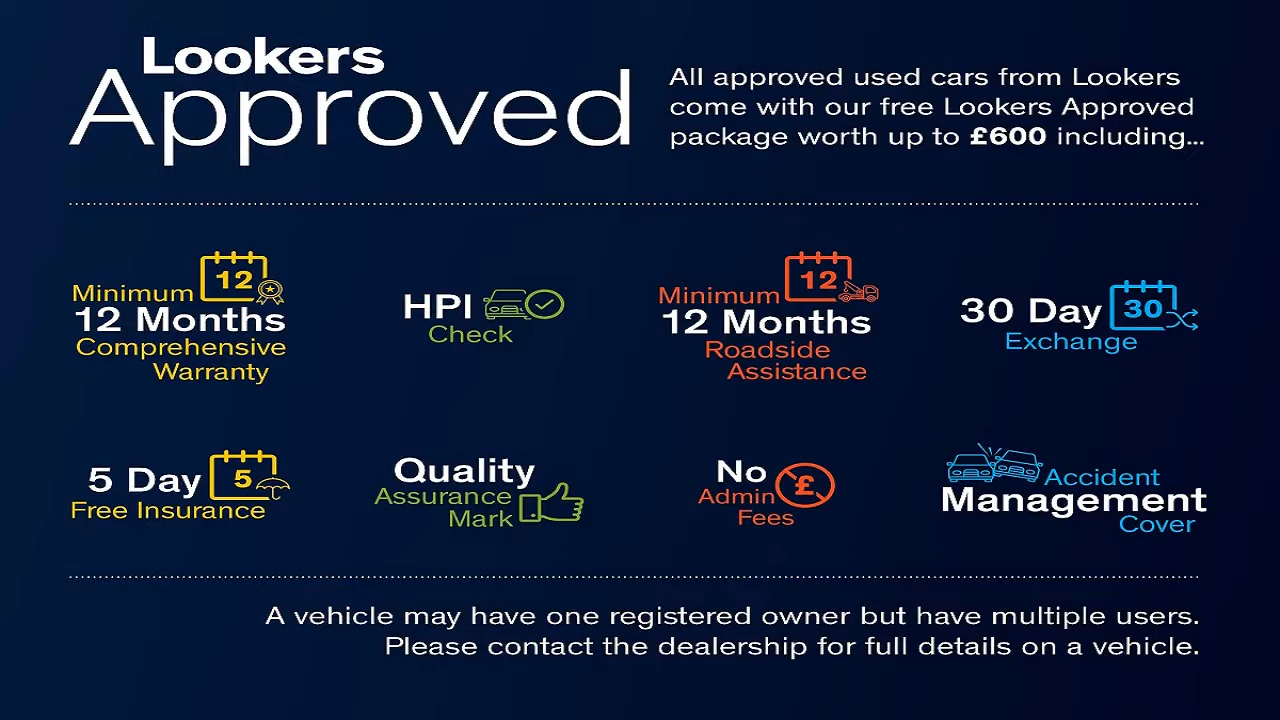 Lookers
Approved
All approved used cars from Lookers
come with our free Lookers Approved
package worth up to £600 including...
12
Minimum
12 Months
Comprehensive
Warranty
HPI
Check
12
Minimum
12 Months
Roadside
Assistance
30 Day 30
Exchange
5 Day 5
Free Insurance
Quality
Assurance
Mark
No
£
Admin
Fees
Accident
Management
Cover
A vehicle may have one registered owner but have multiple users.
Please contact the dealership for full details on a vehicle.